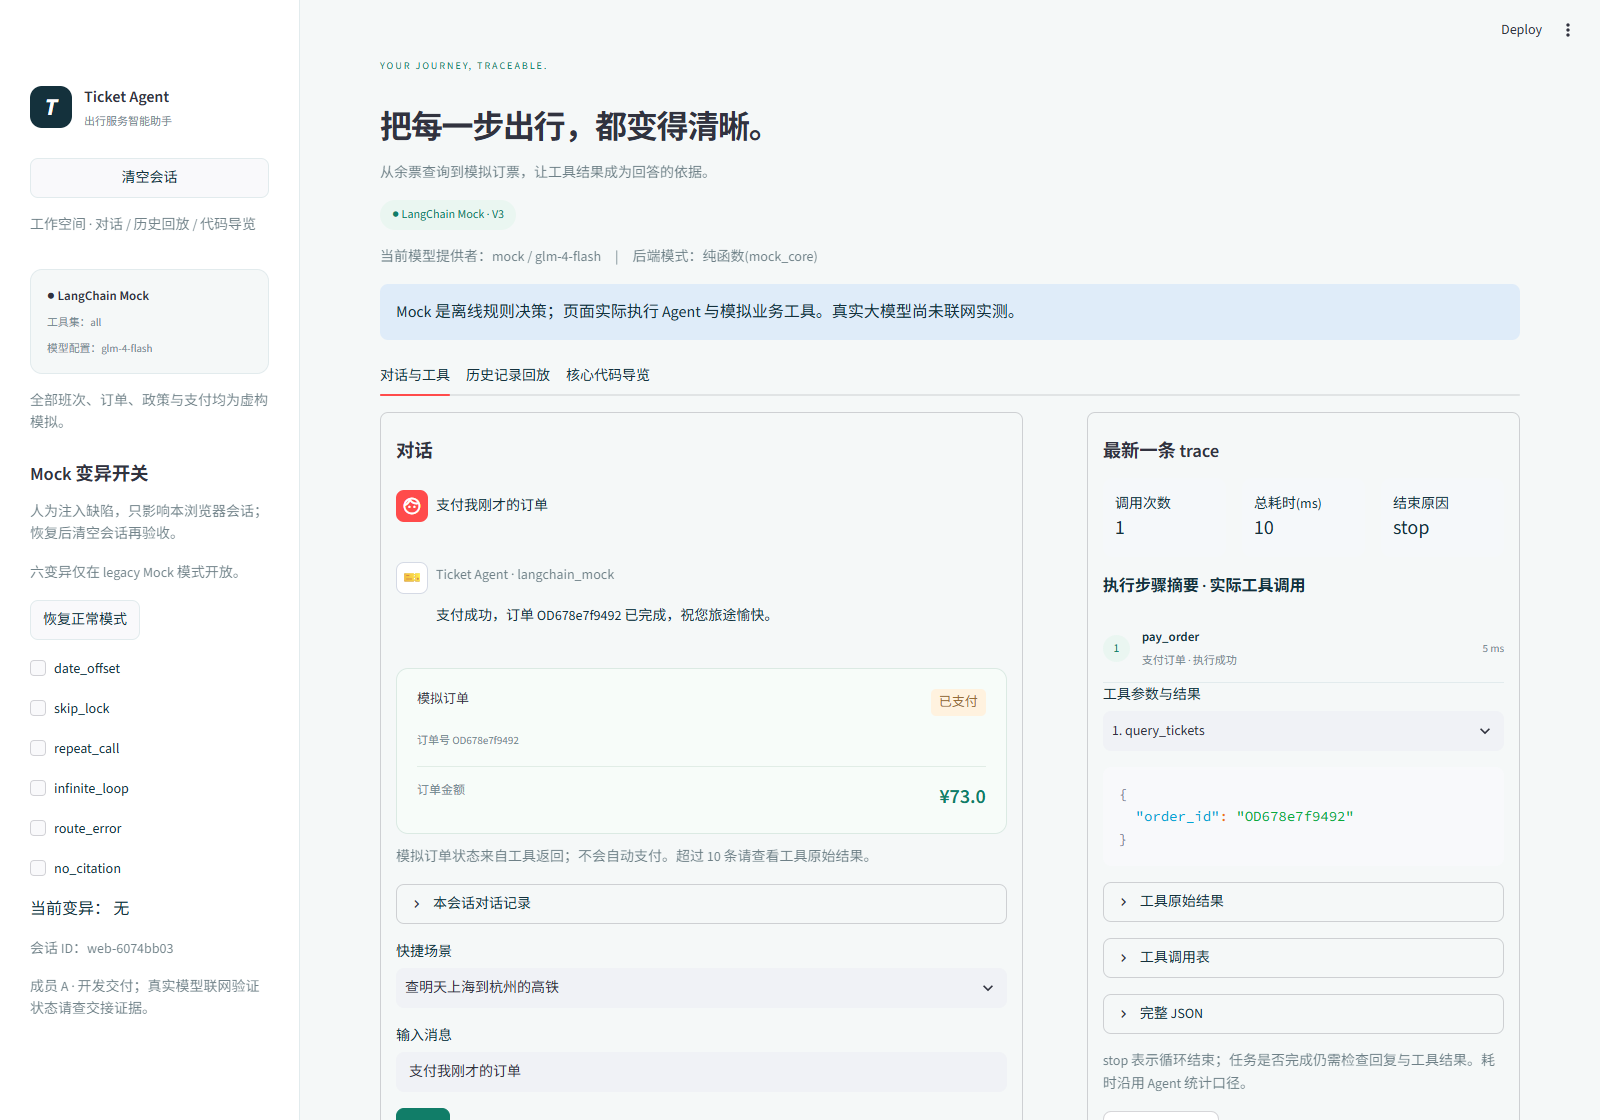 Deploy
T
Ticket Agent
出行服务智能助手
清空会话
工作空间 · 对话 / 历史回放 / 代码导览
● LangChain Mock
工具集：all
模型配置：glm-4-flash
全部班次、订单、政策与支付均为虚构
模拟。
Mock 变异开关
人为注入缺陷，只影响本浏览器会话；
恢复后清空会话再验收。
六变异仅在 legacy Mock 模式开放。
恢复正常模式
date_offset
skip_lock
repeat_call
infinite_loop
route_error
no_citation
当前变异： 无
会话 ID：web-6074bb03
成员 A · 开发交付；真实模型联网验证
状态请查交接证据。
YOUR JOURNEY, TRACEABLE.
把每一步出行，都变得清晰。
从余票查询到模拟订票，让工具结果成为回答的依据。
● LangChain Mock · V3
当前模型提供者：mock / glm-4-flash ｜ 后端模式：纯函数(mock_core)
Mock 是离线规则决策；页面实际执行 Agent 与模拟业务工具。真实大模型尚未联网实测。
对话与工具 历史记录回放 核心代码导览
对话
支付我刚才的订单
Ticket Agent · langchain_mock
支付成功，订单 OD678e7f9492 已完成，祝您旅途愉快。
模拟订单
已支付
订单号 OD678e7f9492
订单金额
¥73.0
模拟订单状态来自工具返回；不会自动支付。超过 10 条请查看工具原始结果。
本会话对话记录
快捷场景
查明天上海到杭州的高铁
输入消息
支付我刚才的订单
最新一条 trace
调用次数 总耗时(ms) 结束原因
1 10 stop
执行步骤摘要 · 实际工具调用
1
pay_order
支付订单 · 执行成功
5 ms
工具参数与结果
1. query_tickets
{
"order_id": "OD678e7f9492"
}
工具原始结果
工具调用表
完整 JSON
stop 表示循环结束；任务是否完成仍需检查回复与工具结果。耗
时沿用 Agent 统计口径。